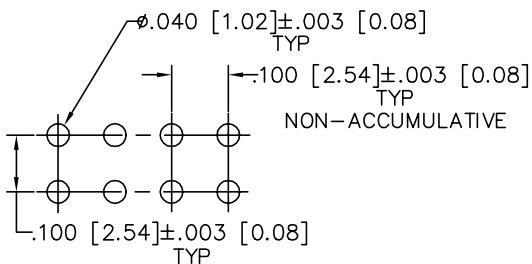 ⌀.040 [1.02]±.003 [0.08]
TYP
.100 [2.54]±.003 [0.08]
TYP
NON-ACCUMULATIVE
.100 [2.54]±.003 [0.08]
TYP